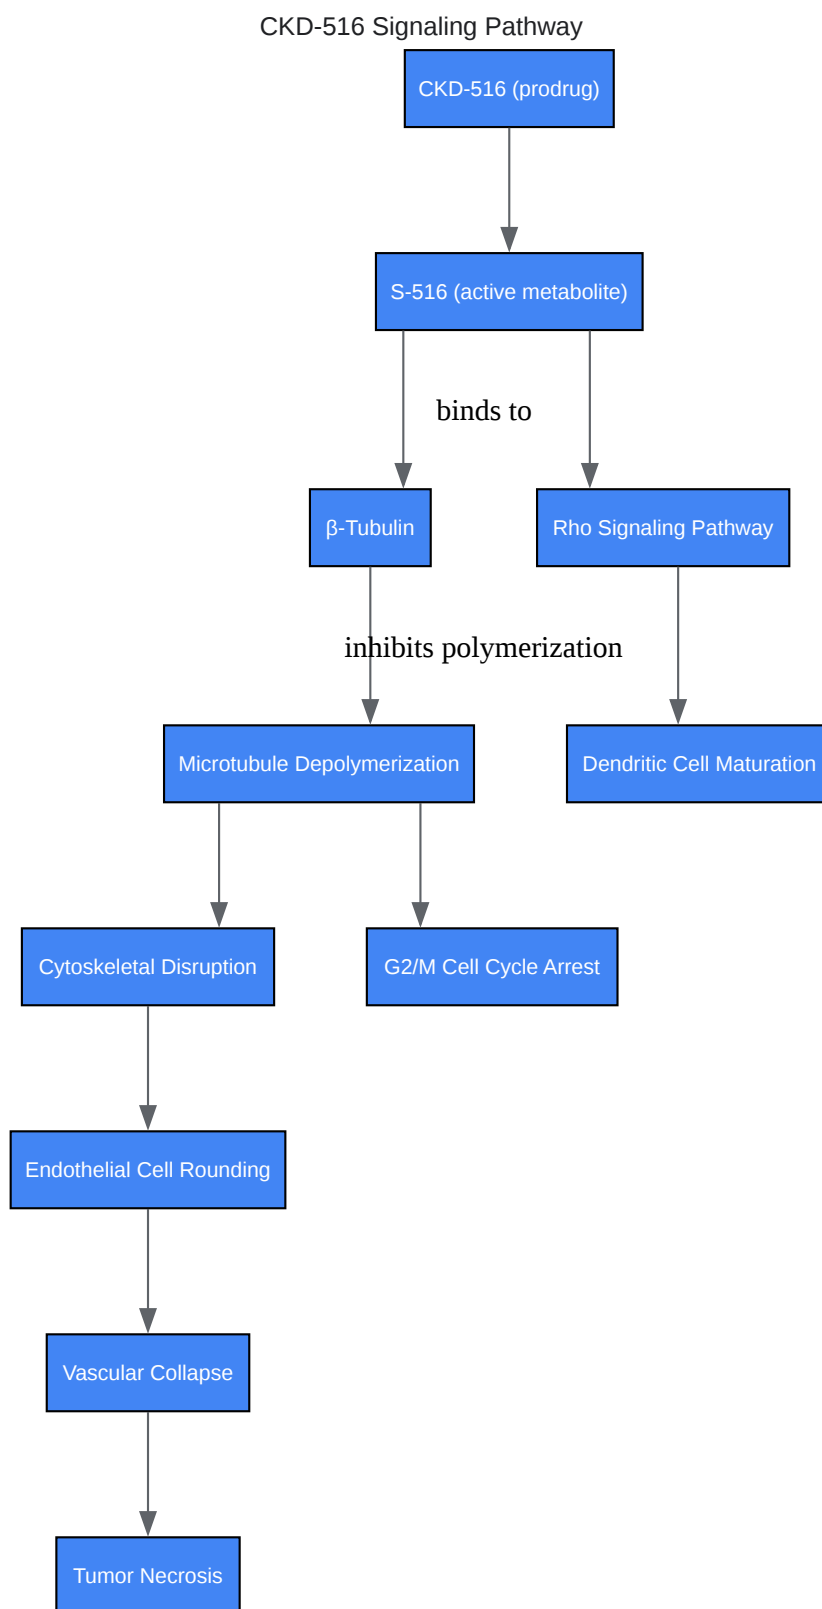 CKD-516 Signaling Pathway
CKD-516 (prodrug)
S-516 (active metabolite)
binds to
β-Tubulin
Rho Signaling Pathway
inhibits polymerization
Microtubule Depolymerization
Dendritic Cell Maturation
Cytoskeletal Disruption
G2/M Cell Cycle Arrest
Endothelial Cell Rounding
Vascular Collapse
Tumor Necrosis